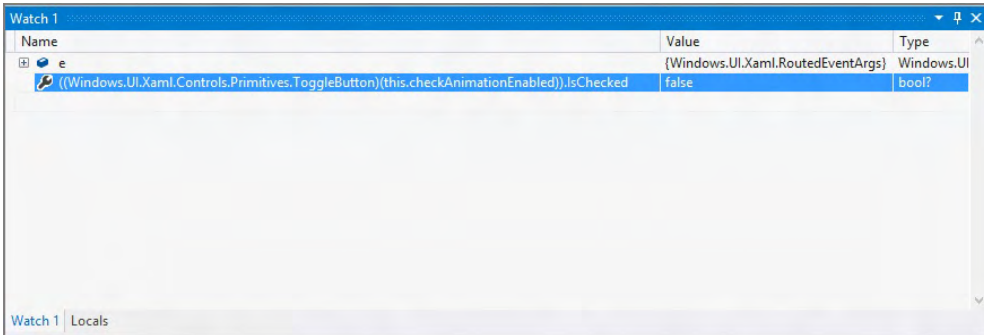 Watch 1
Name Value Type
e {Windows.UI.Xaml.RoutedEventArgs} Windows.UI
((Windows.UI.Xaml.Controls.Primitives.ToggleButton)(this.checkAnimationEnabled)).IsChecked false bool?
Watch 1 Locals